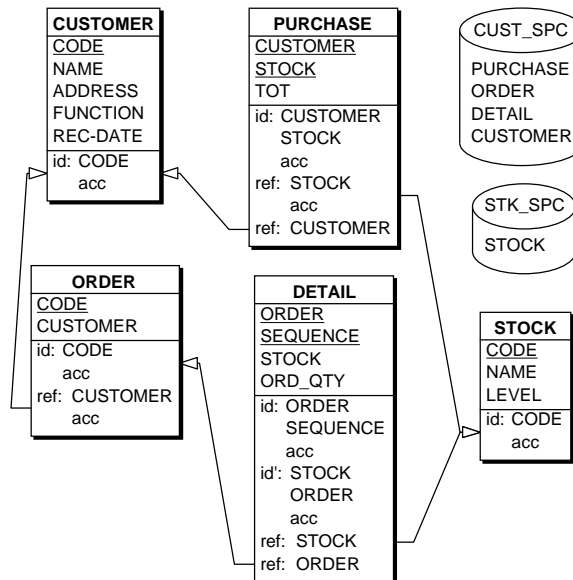 CUSTOMER
CODE
NAME
ADDRESS
FUNCTION
REC-DATE
id: CODE
acc
PURCHASE
CUSTOMER
STOCK
TOT
id: CUSTOMER
STOCK
acc
ref: STOCK
acc
ref: CUSTOMER
CUST_SPC
PURCHASE
ORDER
DETAIL
CUSTOMER
STK_SPC
STOCK
ORDER
CODE
CUSTOMER
id: CODE
acc
ref: CUSTOMER
acc
DETAIL
ORDER
SEQUENCE
STOCK
ORD_QTY
id: ORDER
SEQUENCE
acc
id': STOCK
ORDER
acc
ref: STOCK
ref: ORDER
STOCK
CODE
NAME
LEVEL
id: CODE
acc